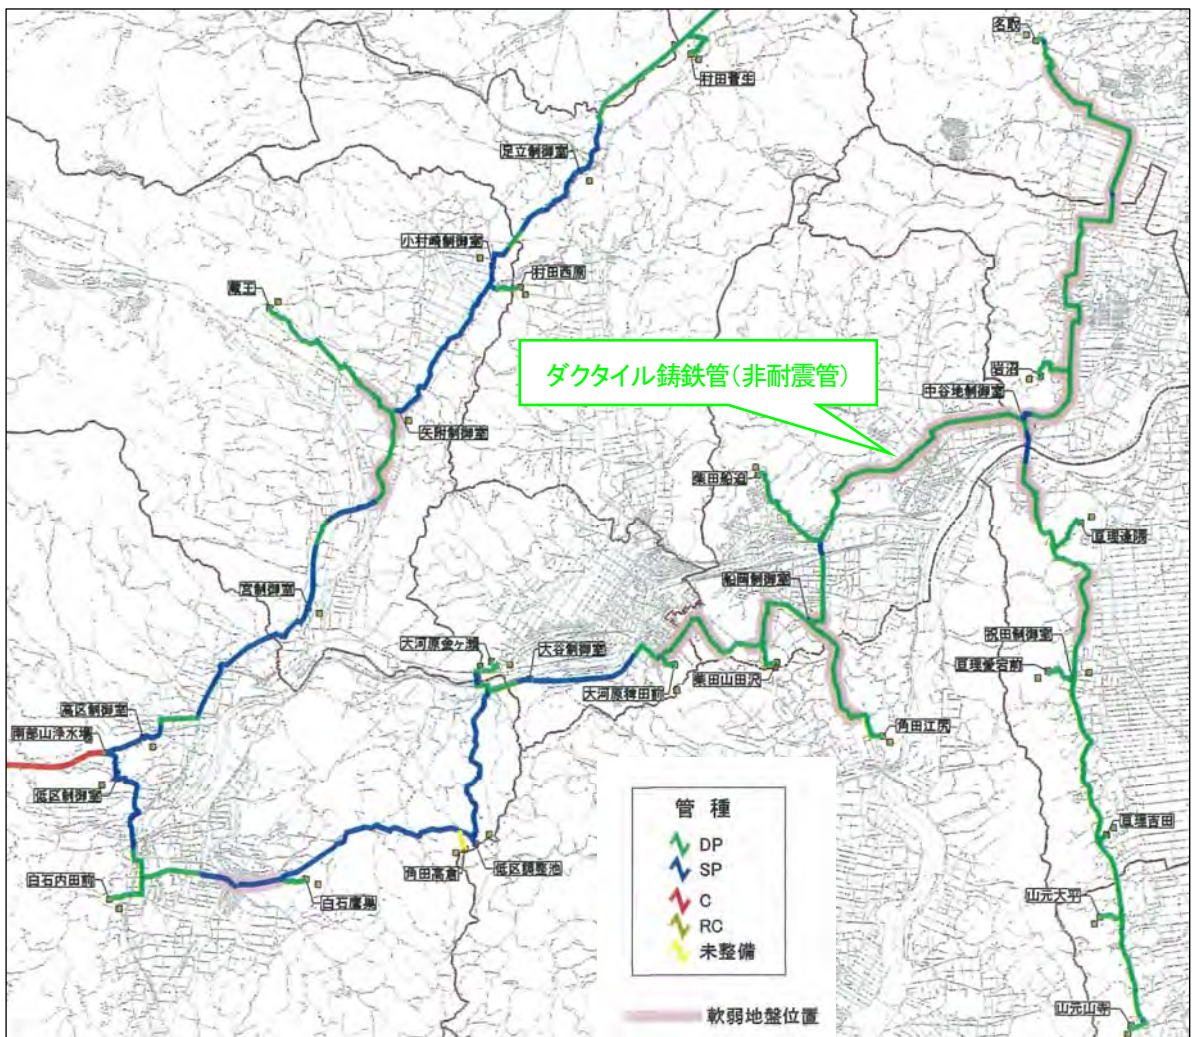 名取
村田菅生
足立制御室
小村崎制御室
村田西原
蔵王
ダクタイル鋳鉄管(非耐震管)
岩沼
中谷地制御室
矢附制御室
柴田船迫
亘理逢隈
船岡制御室
宮制御室
祝田制御室
大河原金ヶ瀬
大谷制御室
亘理愛宕前
大河原稗田前
柴田山田沢
高区制御室
角田江尻
南部山浄水場
低区制御室
管 種
DP
SP
C
RC
未整備
亘理吉田
角田高倉
低区調整池
白石内田前
白石鷹巣
山元大平
山元山寺
軟弱地盤位置